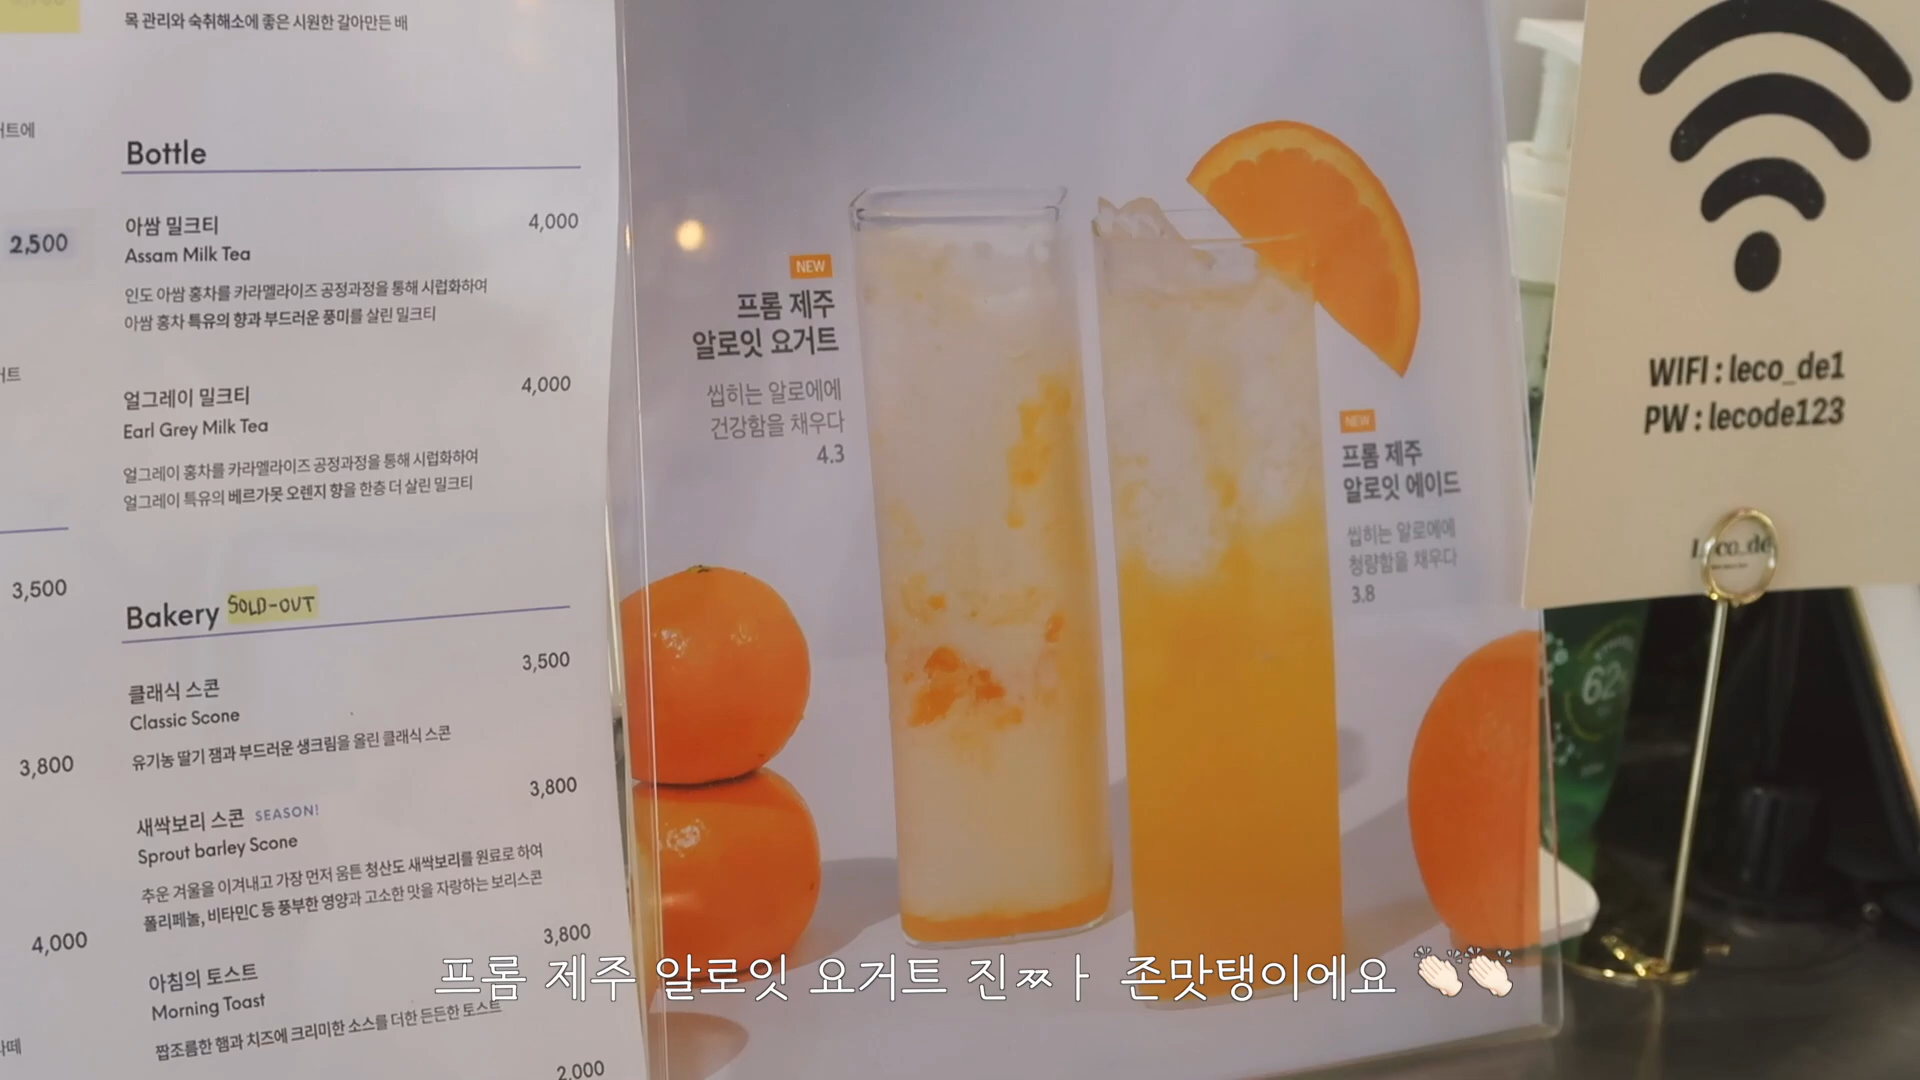 목 관리와 숙취해소에 좋은 시원한 갈아만든 배
Bottle
2,500
3,500
3,800
4,000
아쌈 밀크티 4,000
Assam Milk Tea
인도 아쌈 홍차를 카라멜라이즈 공정과정을 통해 시럽화하여
아쌈 홍차 특유의 향과 부드러운 풍미를 살린 밀크티
얼그레이 밀크티 4,000
Earl Grey Milk Tea
얼그레이 홍차를 카라멜라이즈 공정과정을 통해 시럽화하여
얼그레이 특유의 베르가못 오렌지 향을 한층 더 살린 밀크티
Bakery SOLD-OUT
클래식 스콘 3,500
Classic Scone
유기농 딸기 잼과 부드러운 생크림을 올린 클래식 스콘
새싹보리 스콘 SEASON! 3,800
Sprout barley Scone
추운 겨울을 이겨내고 가장 먼저 움튼 청산도 새싹보리를 원료로 하여
폴리페놀, 비타민C 등 풍부한 영양과 고소한 맛을 자랑하는 보리스콘
아침의 토스트 3,800
Morning Toast
짭조름한 햄과 치즈에 크리미한 소스를 더한 든든한 토스트
2,000
NEW
프롬 제주
알로잇 요거트
씹히는 알로에에
건강함을 채우다
4.3
NEW
프롬 제주
알로잇 에이드
씹히는 알로에에
청량함을 채우다
3.8
WIFI : leco_de1
PW : lecode123
프롬 제주 알로잇 요거트 진ㅉㅏ 존맛탱이에요 👏🏻👏🏻